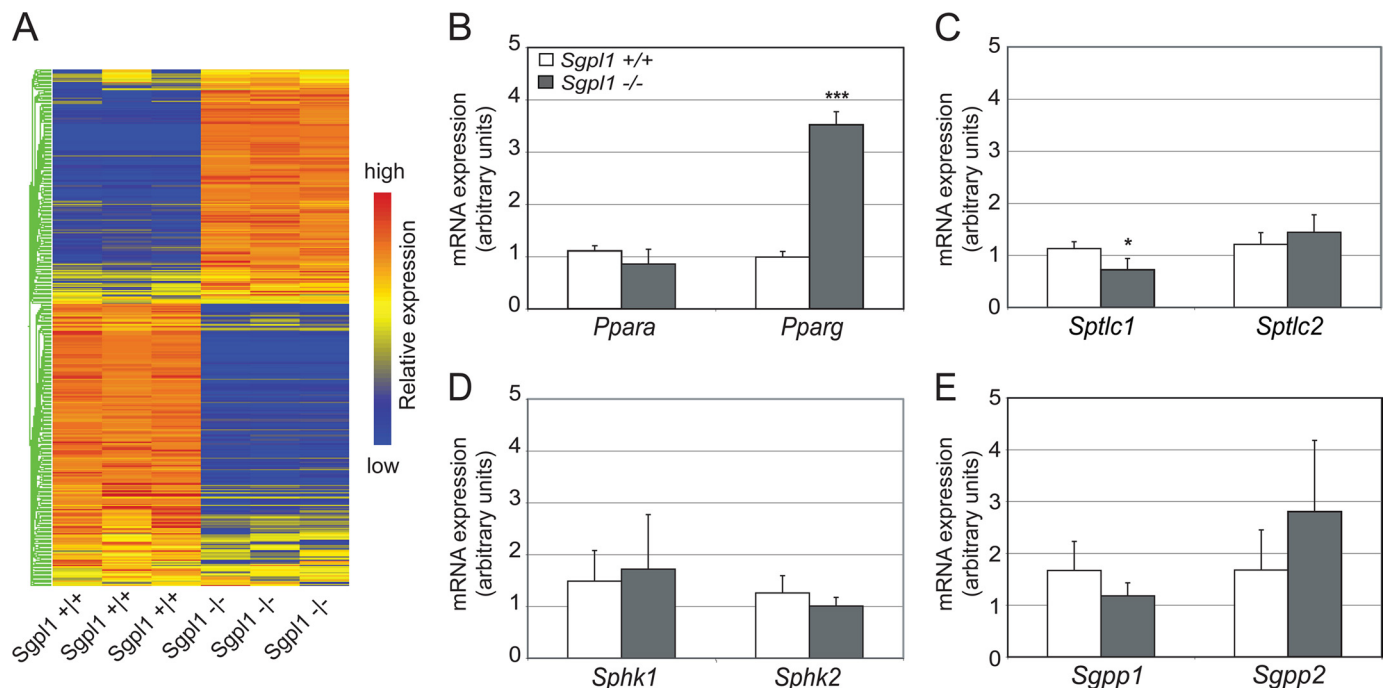 A
high
Relative expression
low
Sgpl1 +|+
Sgpl1 +|+
Sgpl1 +|+
Sgpl1 -|-
Sgpl1 -|-
Sgpl1 -|-
B
mRNA expression
(arbitrary units)
5
4
3
2
1
0
Sgpl1 +/+
Sgpl1 -/-
***
Ppara
Pparg
C
mRNA expression
(arbitrary units)
5
4
3
2
1
0
*
Sptlc1
Sptlc2
D
mRNA expression
(arbitrary units)
5
4
3
2
1
0
Sphk1
Sphk2
E
mRNA expression
(arbitrary units)
5
4
3
2
1
0
Sgpp1
Sgpp2